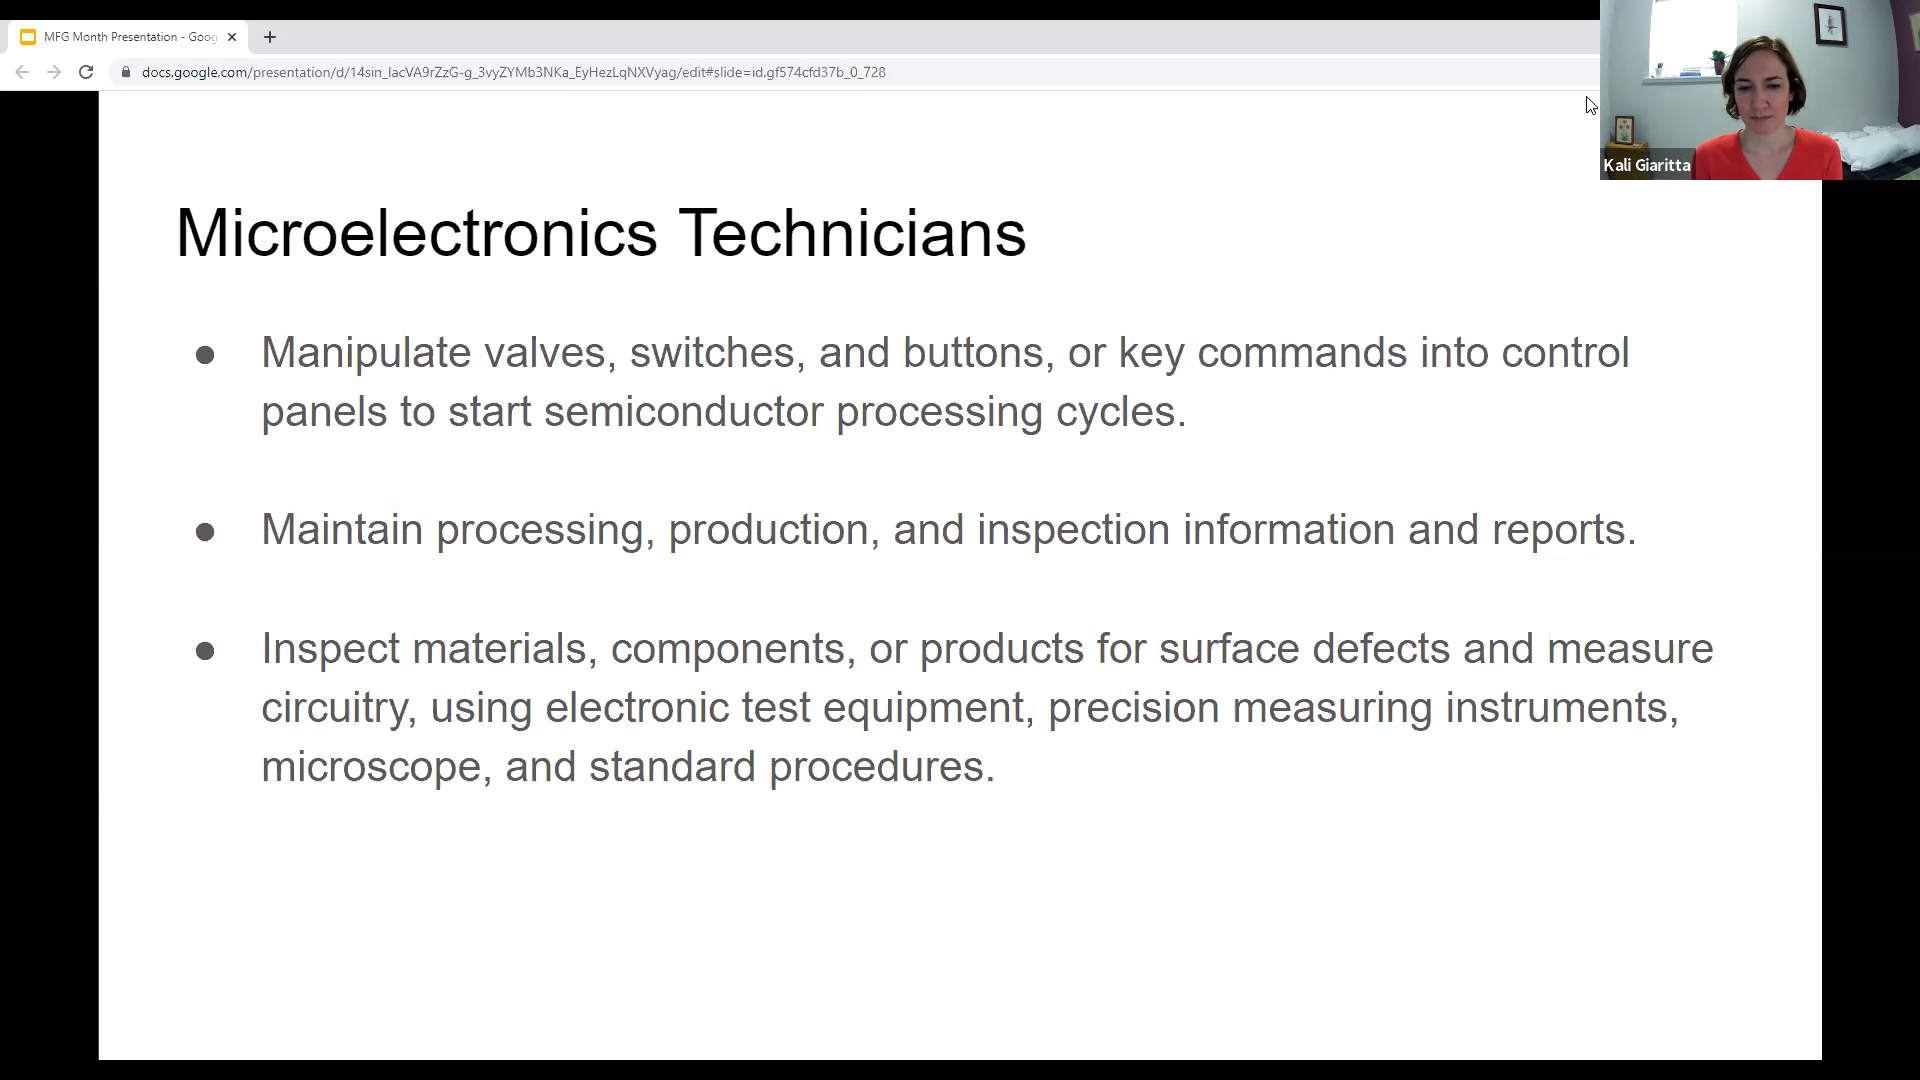 MFG Month Presentation - Goog
docs.google.com/presentation/d/14sin_lacVA9rZzG-g_3vyZYMb3NKa_EyHezLqNXVyag/edit#slide=id.gf574cfd37b_0_728
Kali Giaritta
Microelectronics Technicians
● Manipulate valves, switches, and buttons, or key commands into control
panels to start semiconductor processing cycles.
● Maintain processing, production, and inspection information and reports.
● Inspect materials, components, or products for surface defects and measure
circuitry, using electronic test equipment, precision measuring instruments,
microscope, and standard procedures.